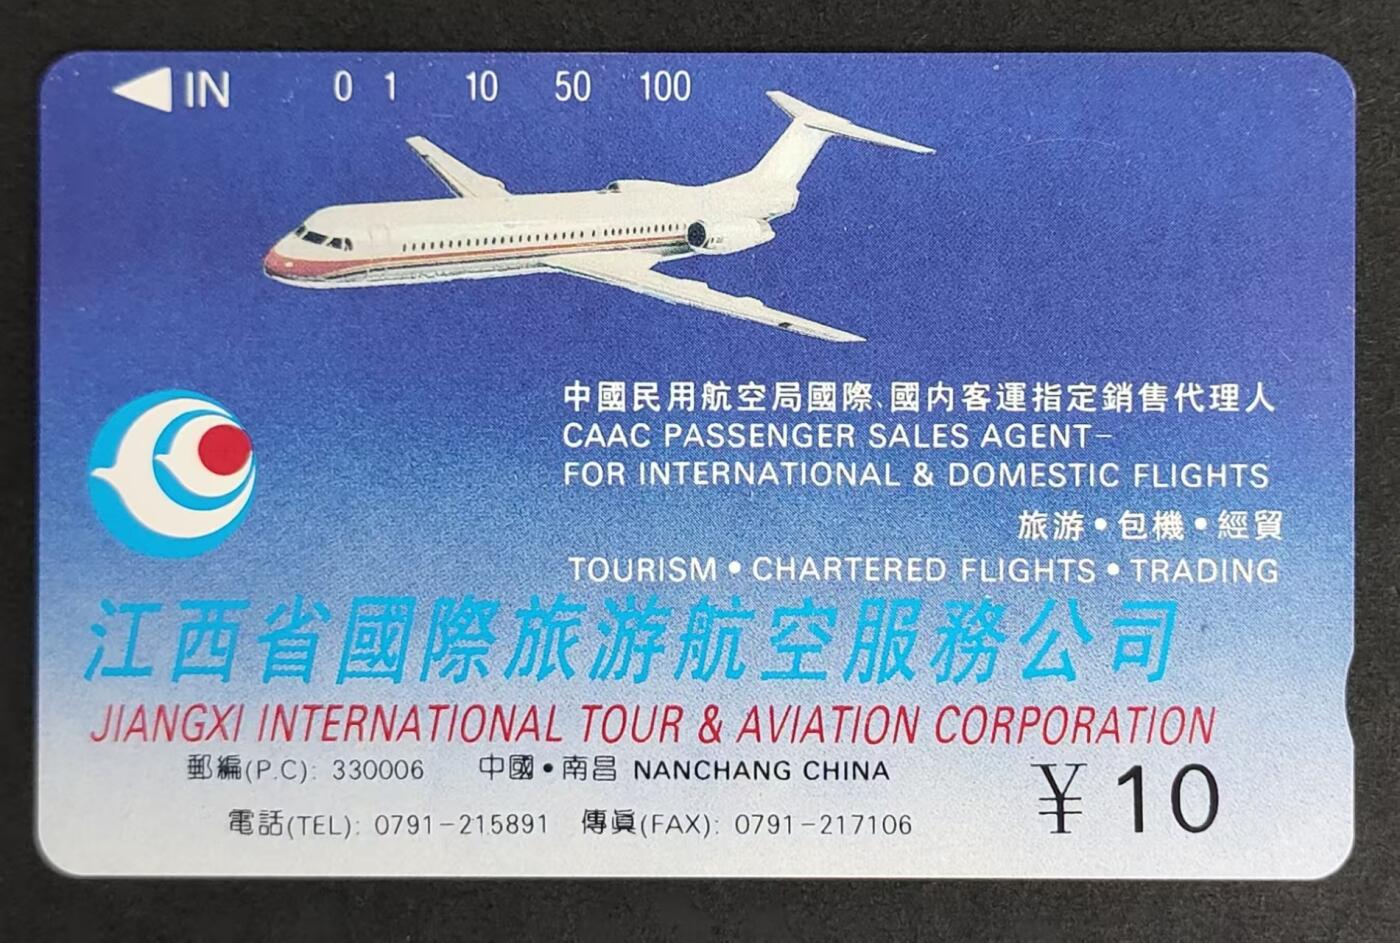 IN 0 1 10 50 100
中國民用航空局國際、國内客運指定銷售代理人
CAAC PASSENGER SALES AGENT–
FOR INTERNATIONAL & DOMESTIC FLIGHTS
旅游•包機•經貿
TOURISM • CHARTERED FLIGHTS • TRADING
江西省國際旅游航空服務公司
JIANGXI INTERNATIONAL TOUR & AVIATION CORPORATION
郵編(P.C): 330006 中國•南昌 NANCHANG CHINA
¥10
電話(TEL): 0791–215891 傳眞(FAX): 0791–217106